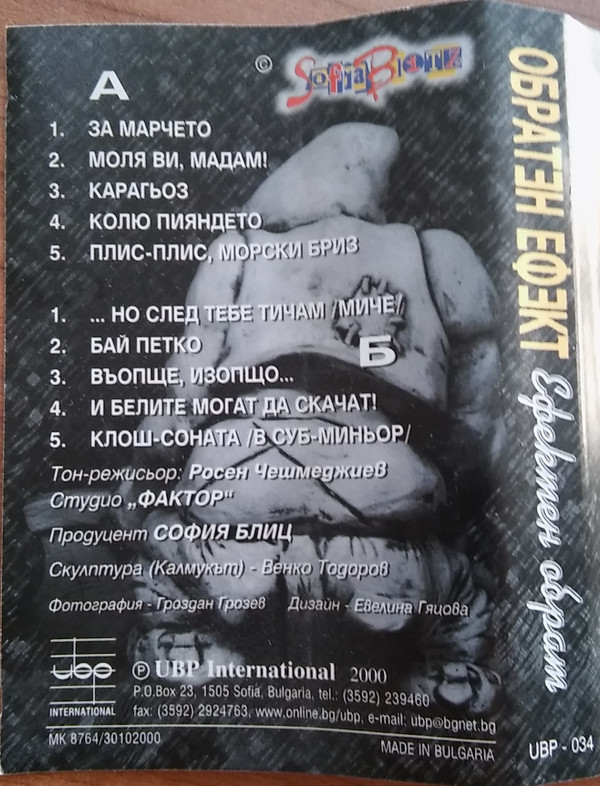 © Sofia Blitz
А
1. ЗА МАРЧЕТО
2. МОЛЯ ВИ, МАДАМ!
3. КАРАГЬОЗ
4. КОЛЮ ПИЯНДЕТО
5. ПЛИС-ПЛИС, МОРСКИ БРИЗ
Б
1. ... НО СЛЕД ТЕБЕ ТИЧАМ /МИЧЕ/
2. БАЙ ПЕТКО
3. ВЪОПЩЕ, ИЗОПЩО...
4. И БЕЛИТЕ МОГАТ ДА СКАЧАТ!
5. КЛОШ-СОНАТА /В СУБ-МИНЬОР/
Тон-режисьор: Росен Чешмеджиев
Студио „ФАКТОР“
Продуцент СОФИЯ БЛИЦ
Скулптура (Калмукът) - Венко Тодоров
Фотография - Гроздан Грозев Дизайн - Евелина Гяцова
ubp
INTERNATIONAL
℗ UBP International 2000
P.O.Box 23, 1505 Sofia, Bulgaria, tel.: (3592) 239460
fax: (3592) 2924763, www.online.bg/ubp, e-mail: ubp@bgnet.bg
МК 8764/30102000
MADE IN BULGARIA
ОБРАТЭН ЕФЭКТ Ефектен обрат
UBP - 034